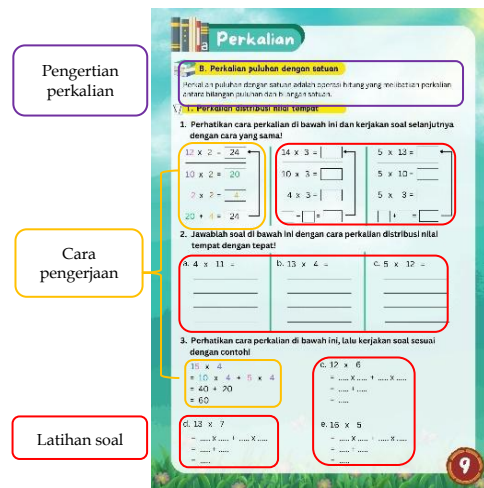 Pengertian
perkalian
Cara
pengerjaan
Latihan soal
Perkalian
B. Perkalian puluhan dengan satuan
Perkalian puluhan dengan satuan adalah operasi hitung yang melibatkan perkalian
antara bilangan puluhan dan bilangan satuan.
1. Perkalian distribusi nilai tempat
1. Perhatikan cara perkalian di bawah ini dan kerjakan soal selanjutnya
dengan cara yang sama!
12 x 2 = 24
10 x 2 = 20
2 x 2 = 4
20 + 4 = 24
14 x 3 =
10 x 3 =
4 x 3 =
=
5 x 13 =
5 x 10 =
5 x 3 =
+ =
2. Jawablah soal di bawah ini dengan cara perkalian distribusi nilai
tempat dengan tepat!
a. 4 x 11 =
b. 13 x 4 =
c. 5 x 12 =
3. Perhatikan cara perkalian di bawah ini, lalu kerjakan soal sesuai
dengan contoh!
15 x 4
= 10 x 4 + 5 x 4
= 40 + 20
= 60
c. 12 x 6
= ..... x ..... + ..... x .....
= ..... + .....
= .....
d. 13 x 7
= ..... x ..... + ..... x .....
= ..... + .....
= .....
e. 16 x 5
= ..... x ..... + ..... x .....
= ..... + .....
= .....
9